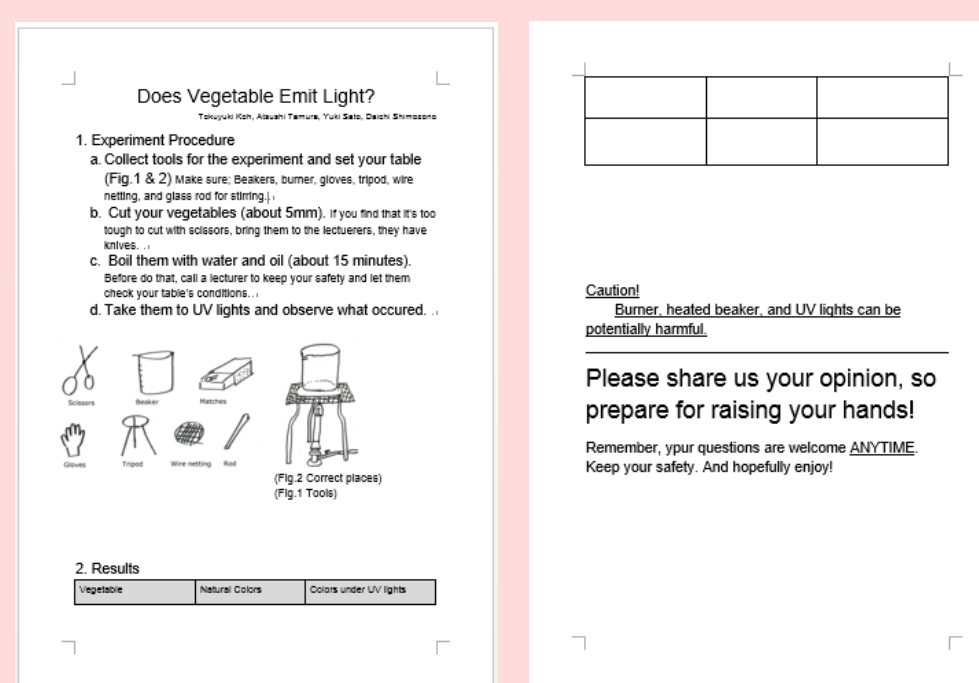 Does Vegetable Emit Light?
Tokuyuki Koh, Atsushi Tamura, Yuki Sato, Daichi Shimozono
1. Experiment Procedure
a. Collect tools for the experiment and set your table
(Fig.1 & 2) Make sure; Beakers, burner, gloves, tripod, wire
netting, and glass rod for stirring.
b. Cut your vegetables (about 5mm). If you find that it's too
tough to cut with scissors, bring them to the lectuerers, they have
knives. .
c. Boil them with water and oil (about 15 minutes).
Before do that, call a lecturer to keep your safety and let them
check your table's conditions. .
d. Take them to UV lights and observe what occured. .
Scissors Beaker Matches
Gloves Tripod Wire netting Rod
(Fig.2 Correct places)
(Fig.1 Tools)
2. Results
Vegetable Natural Colors Colors under UV lights
Caution!
Burner, heated beaker, and UV lights can be
potentially harmful.
Please share us your opinion, so
prepare for raising your hands!
Remember, ypur questions are welcome ANYTIME.
Keep your safety. And hopefully enjoy!